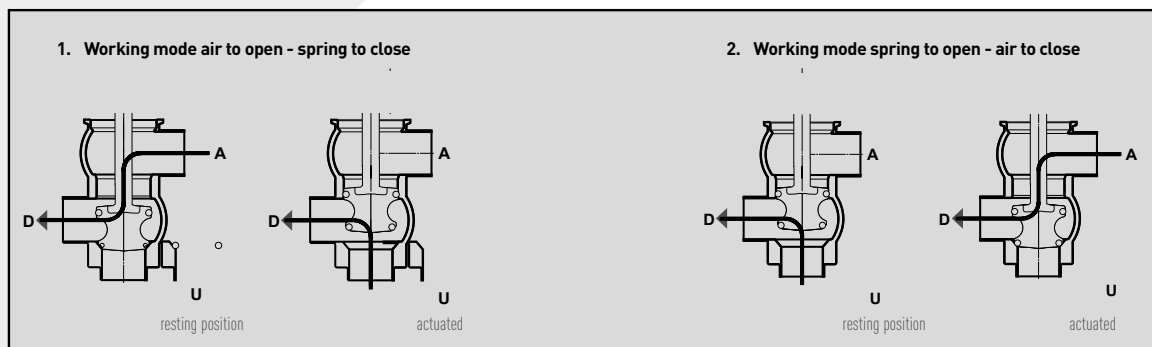 1. Working mode air to open - spring to close
2. Working mode spring to open - air to close
A
D
U
resting position
A
D
U
actuated
A
D
U
resting position
A
D
U
actuated